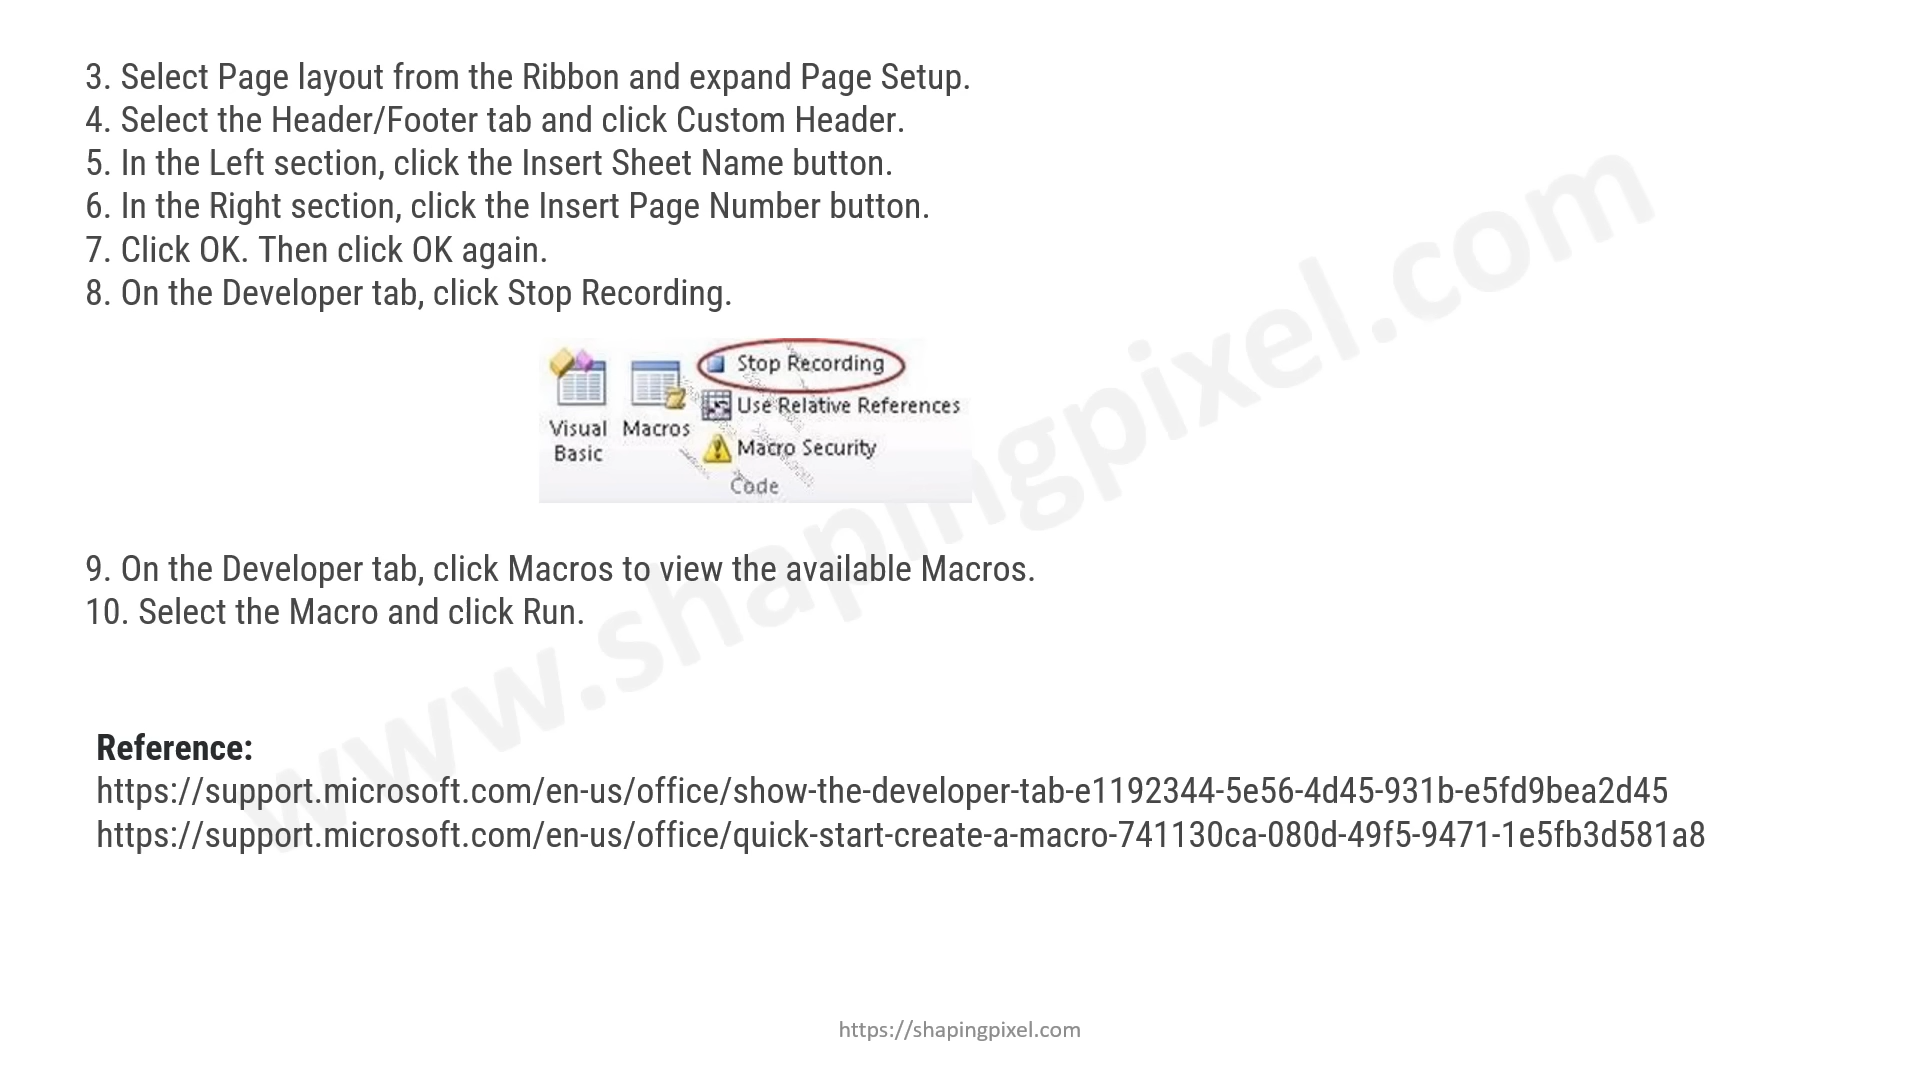 3. Select Page layout from the Ribbon and expand Page Setup.
4. Select the Header/Footer tab and click Custom Header.
5. In the Left section, click the Insert Sheet Name button.
6. In the Right section, click the Insert Page Number button.
7. Click OK. Then click OK again.
8. On the Developer tab, click Stop Recording.
Stop Recording
Use Relative References
Visual Basic
Macros
Macro Security
Code
9. On the Developer tab, click Macros to view the available Macros.
10. Select the Macro and click Run.
www.shapingpixel.com
Reference:
https://support.microsoft.com/en-us/office/show-the-developer-tab-e1192344-5e56-4d45-931b-e5fd9bea2d45
https://support.microsoft.com/en-us/office/quick-start-create-a-macro-741130ca-080d-49f5-9471-1e5fb3d581a8
https://shapingpixel.com